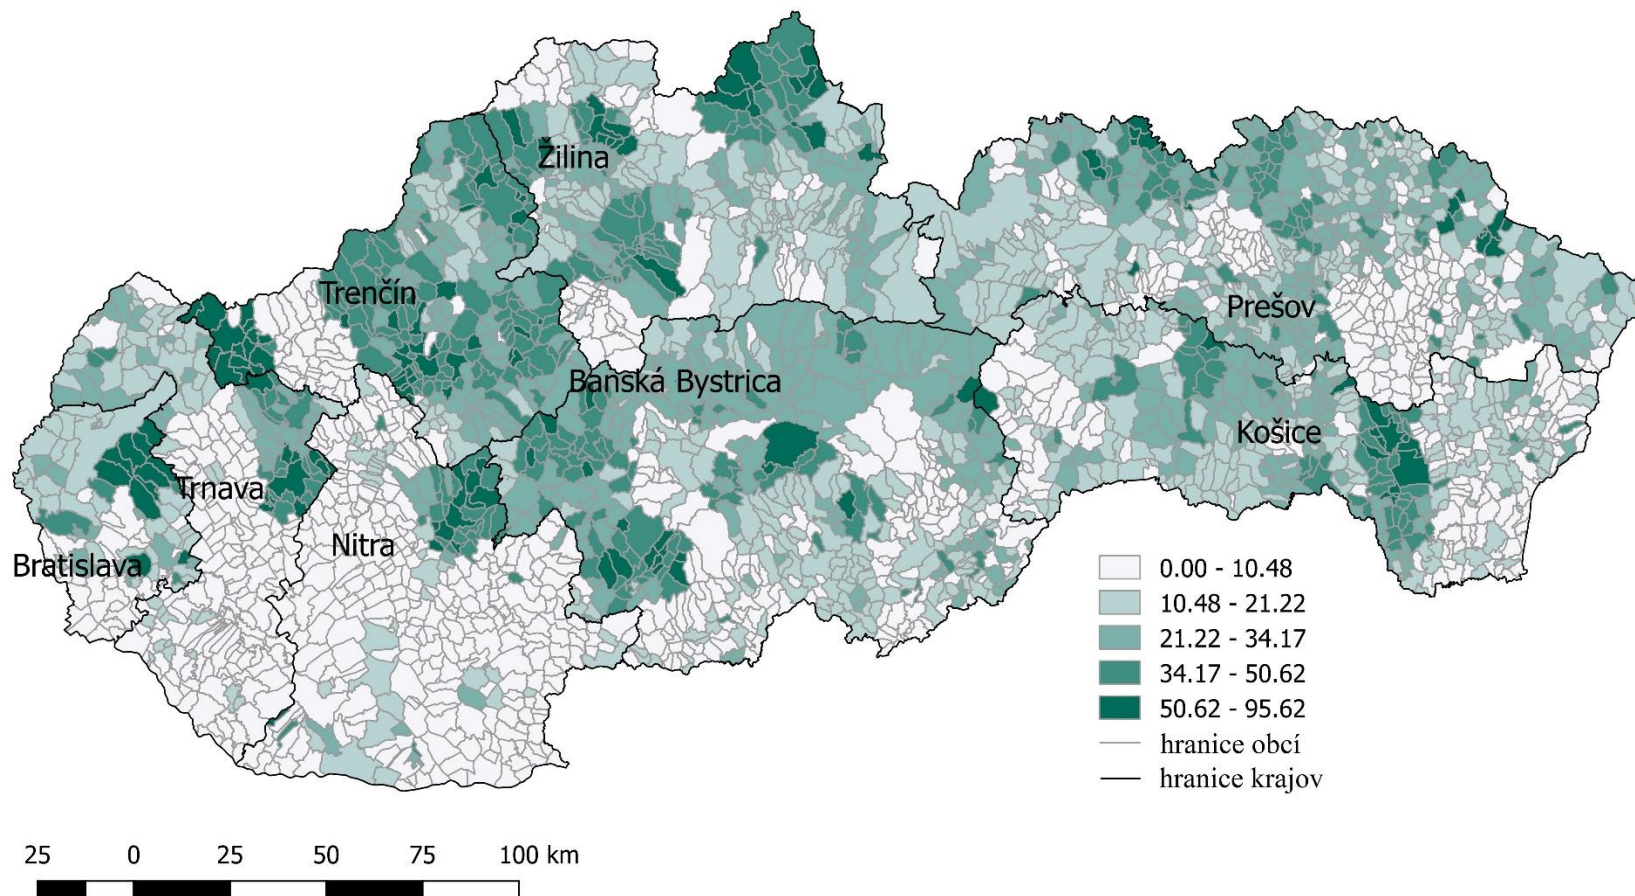 Žilina
Trenčín
Prešov
Banská Bystrica
Košice
Trnava
Nitra
Bratislava
0.00 - 10.48
10.48 - 21.22
21.22 - 34.17
34.17 - 50.62
50.62 - 95.62
hranice obcí
hranice krajov
25 0 25 50 75 100 km